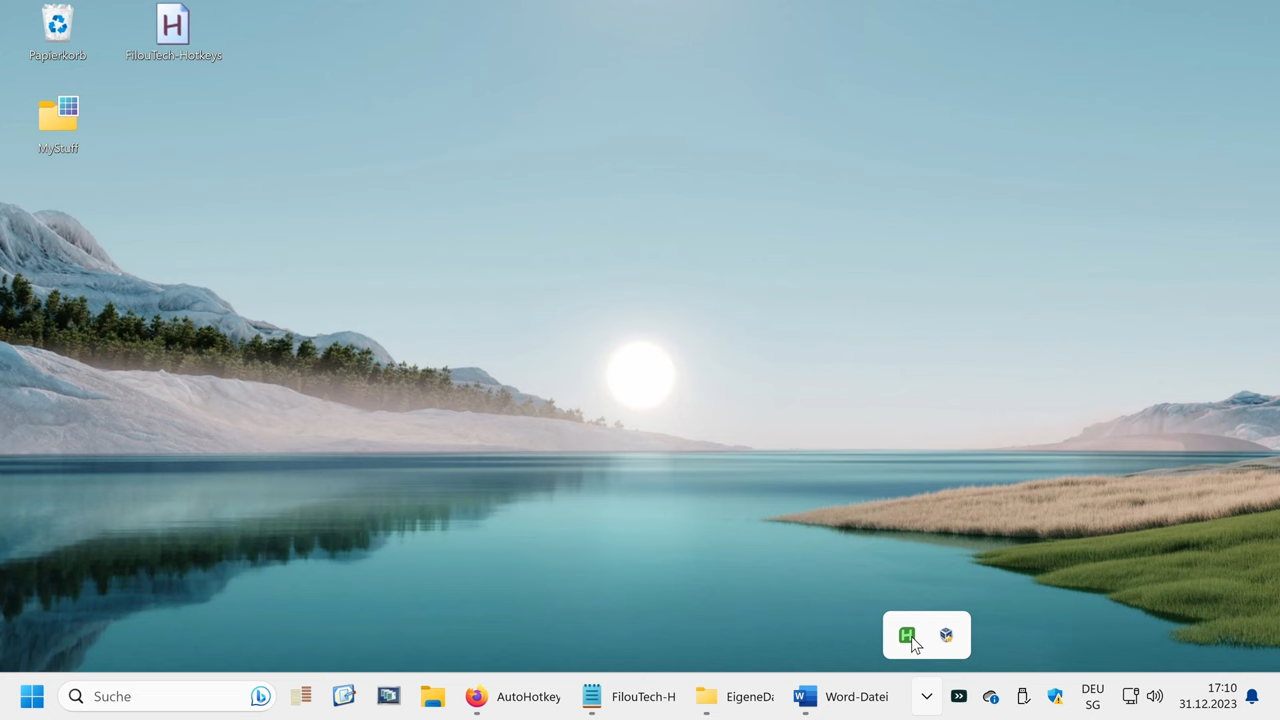 Papierkorb
FilouTech-Hotkeys
MyStuff
Suche
AutoHotkey
FilouTech-H
EigeneDa
Word-Datei
DEU
SG
17:10
31.12.2023